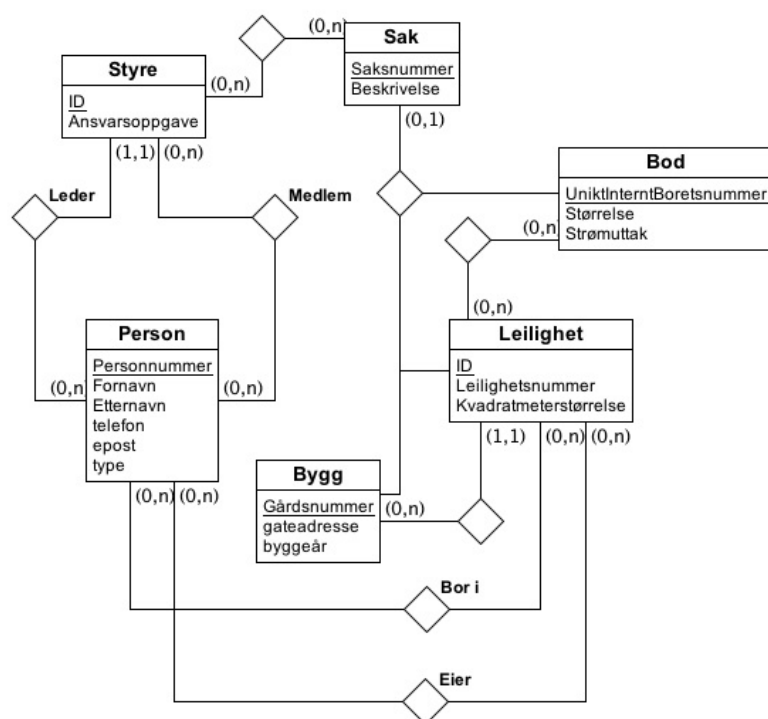 Sak
Saksnummer
Beskrivelse
(0,n)
(0,1)
Styre
ID
Ansvarsoppgave
(0,n)
(1,1)
(0,n)
Leder
Medlem
Bod
UniktInterntBoretsnummer
Størrelse
Strømuttak
(0,n)
(0,n)
Person
Personnummer
Fornavn
Etternavn
telefon
epost
type
(0,n)
(0,n)
(0,n)
(0,n)
Leilighet
ID
Leilighetsnummer
Kvadratmeterstørrelse
(1,1)
(0,n)
(0,n)
Bygg
Gårdsnummer
gateadresse
byggeår
(0,n)
Bor i
Eier